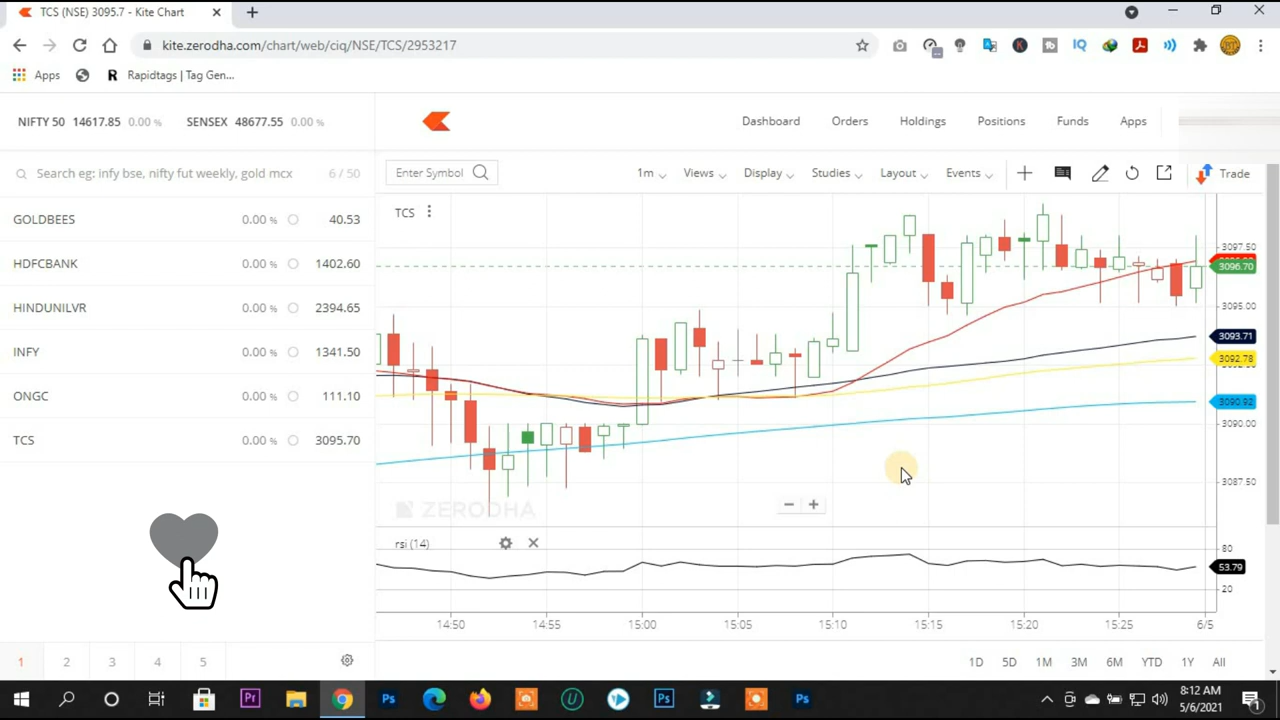 TCS (NSE) 3095.7 - Kite Chart
kite.zerodha.com/chart/web/ciq/NSE/TCS/2953217
Apps
R Rapidtags | Tag Gen...
NIFTY 50 14617.85 0.00 % SENSEX 48677.55 0.00 %
Dashboard Orders Holdings Positions Funds Apps
Search eg: infy bse, nifty fut weekly, gold mcx 6 / 50
Enter Symbol 1m Views Display Studies Layout Events Trade
GOLDBEES 0.00 % 40.53
HDFCBANK 0.00 % 1402.60
HINDUNILVR 0.00 % 2394.65
INFY 0.00 % 1341.50
ONGC 0.00 % 111.10
TCS 0.00 % 3095.70
TCS
3097.50
3096.70
3095.00
3093.71
3092.78
3090.92
3090.00
3087.50
ZERODHA
rsi (14)
80
53.79
20
14:50 14:55 15:00 15:05 15:10 15:15 15:20 15:25 6/5
1 2 3 4 5
1D 5D 1M 3M 6M YTD 1Y All
8:12 AM
5/6/2021